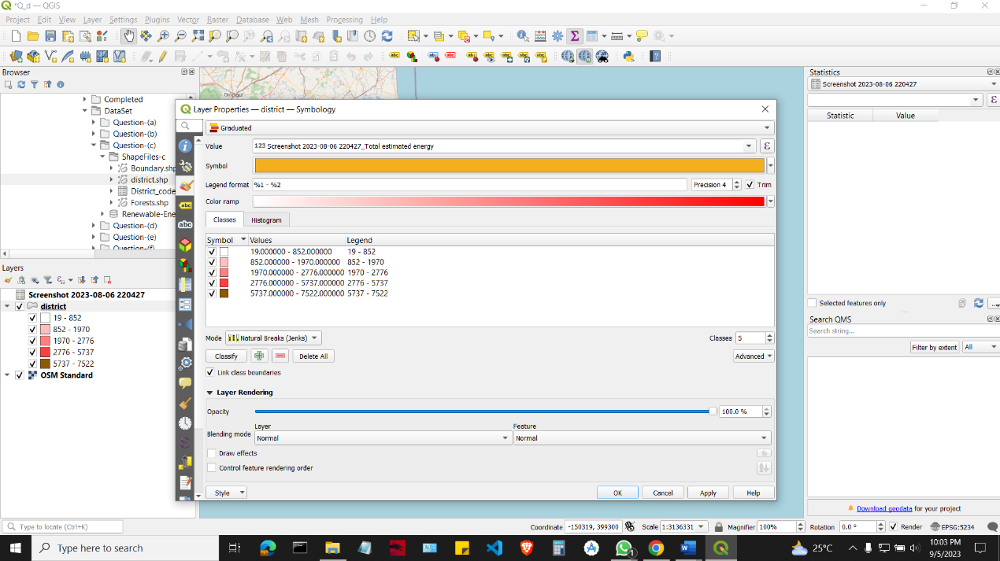 *Q_d — QGIS
Project Edit View Layer Settings Plugins Vector Raster Database Web Mesh Processing Help
Browser
Completed
DataSet
Question-(a)
Question-(b)
Question-(c)
ShapeFiles-c
Boundary.shp
district.shp
District_code
Forests.shp
Renewable-Ene
Question-(d)
Question-(e)
Question-(f)
Layers
Screenshot 2023-08-06 220427
district
19 - 852
852 - 1970
1970 - 2776
2776 - 5737
5737 - 7522
OSM Standard
Dindigul
Layer Properties — district — Symbology
Graduated
Value 123 Screenshot 2023-08-06 220427_Total estimated energy
Symbol
Legend format %1 - %2 Precision 4 Trim
Color ramp
Classes Histogram
Symbol Values Legend
19.000000 - 852.000000 19 - 852
852.000000 - 1970.000000 852 - 1970
1970.000000 - 2776.000000 1970 - 2776
2776.000000 - 5737.000000 2776 - 5737
5737.000000 - 7522.000000 5737 - 7522
Mode Natural Breaks (Jenks) Classes 5
Classify Delete All Advanced
Link class boundaries
Layer Rendering
Opacity 100.0 %
Layer Feature
Blending mode Normal Normal
Draw effects
Control feature rendering order
Style OK Cancel Apply Help
Statistics
Screenshot 2023-08-06 220427
Statistic Value
Selected features only
Search QMS
Search string...
Filter by extent All
Download geodata for your project
Type to locate (Ctrl+K) Coordinate -150319, 399300 Scale 1:3136331 Magnifier 100% Rotation 0.0 ° Render EPSG:5234
Type here to search 1 25°C 10:03 PM
9/5/2023